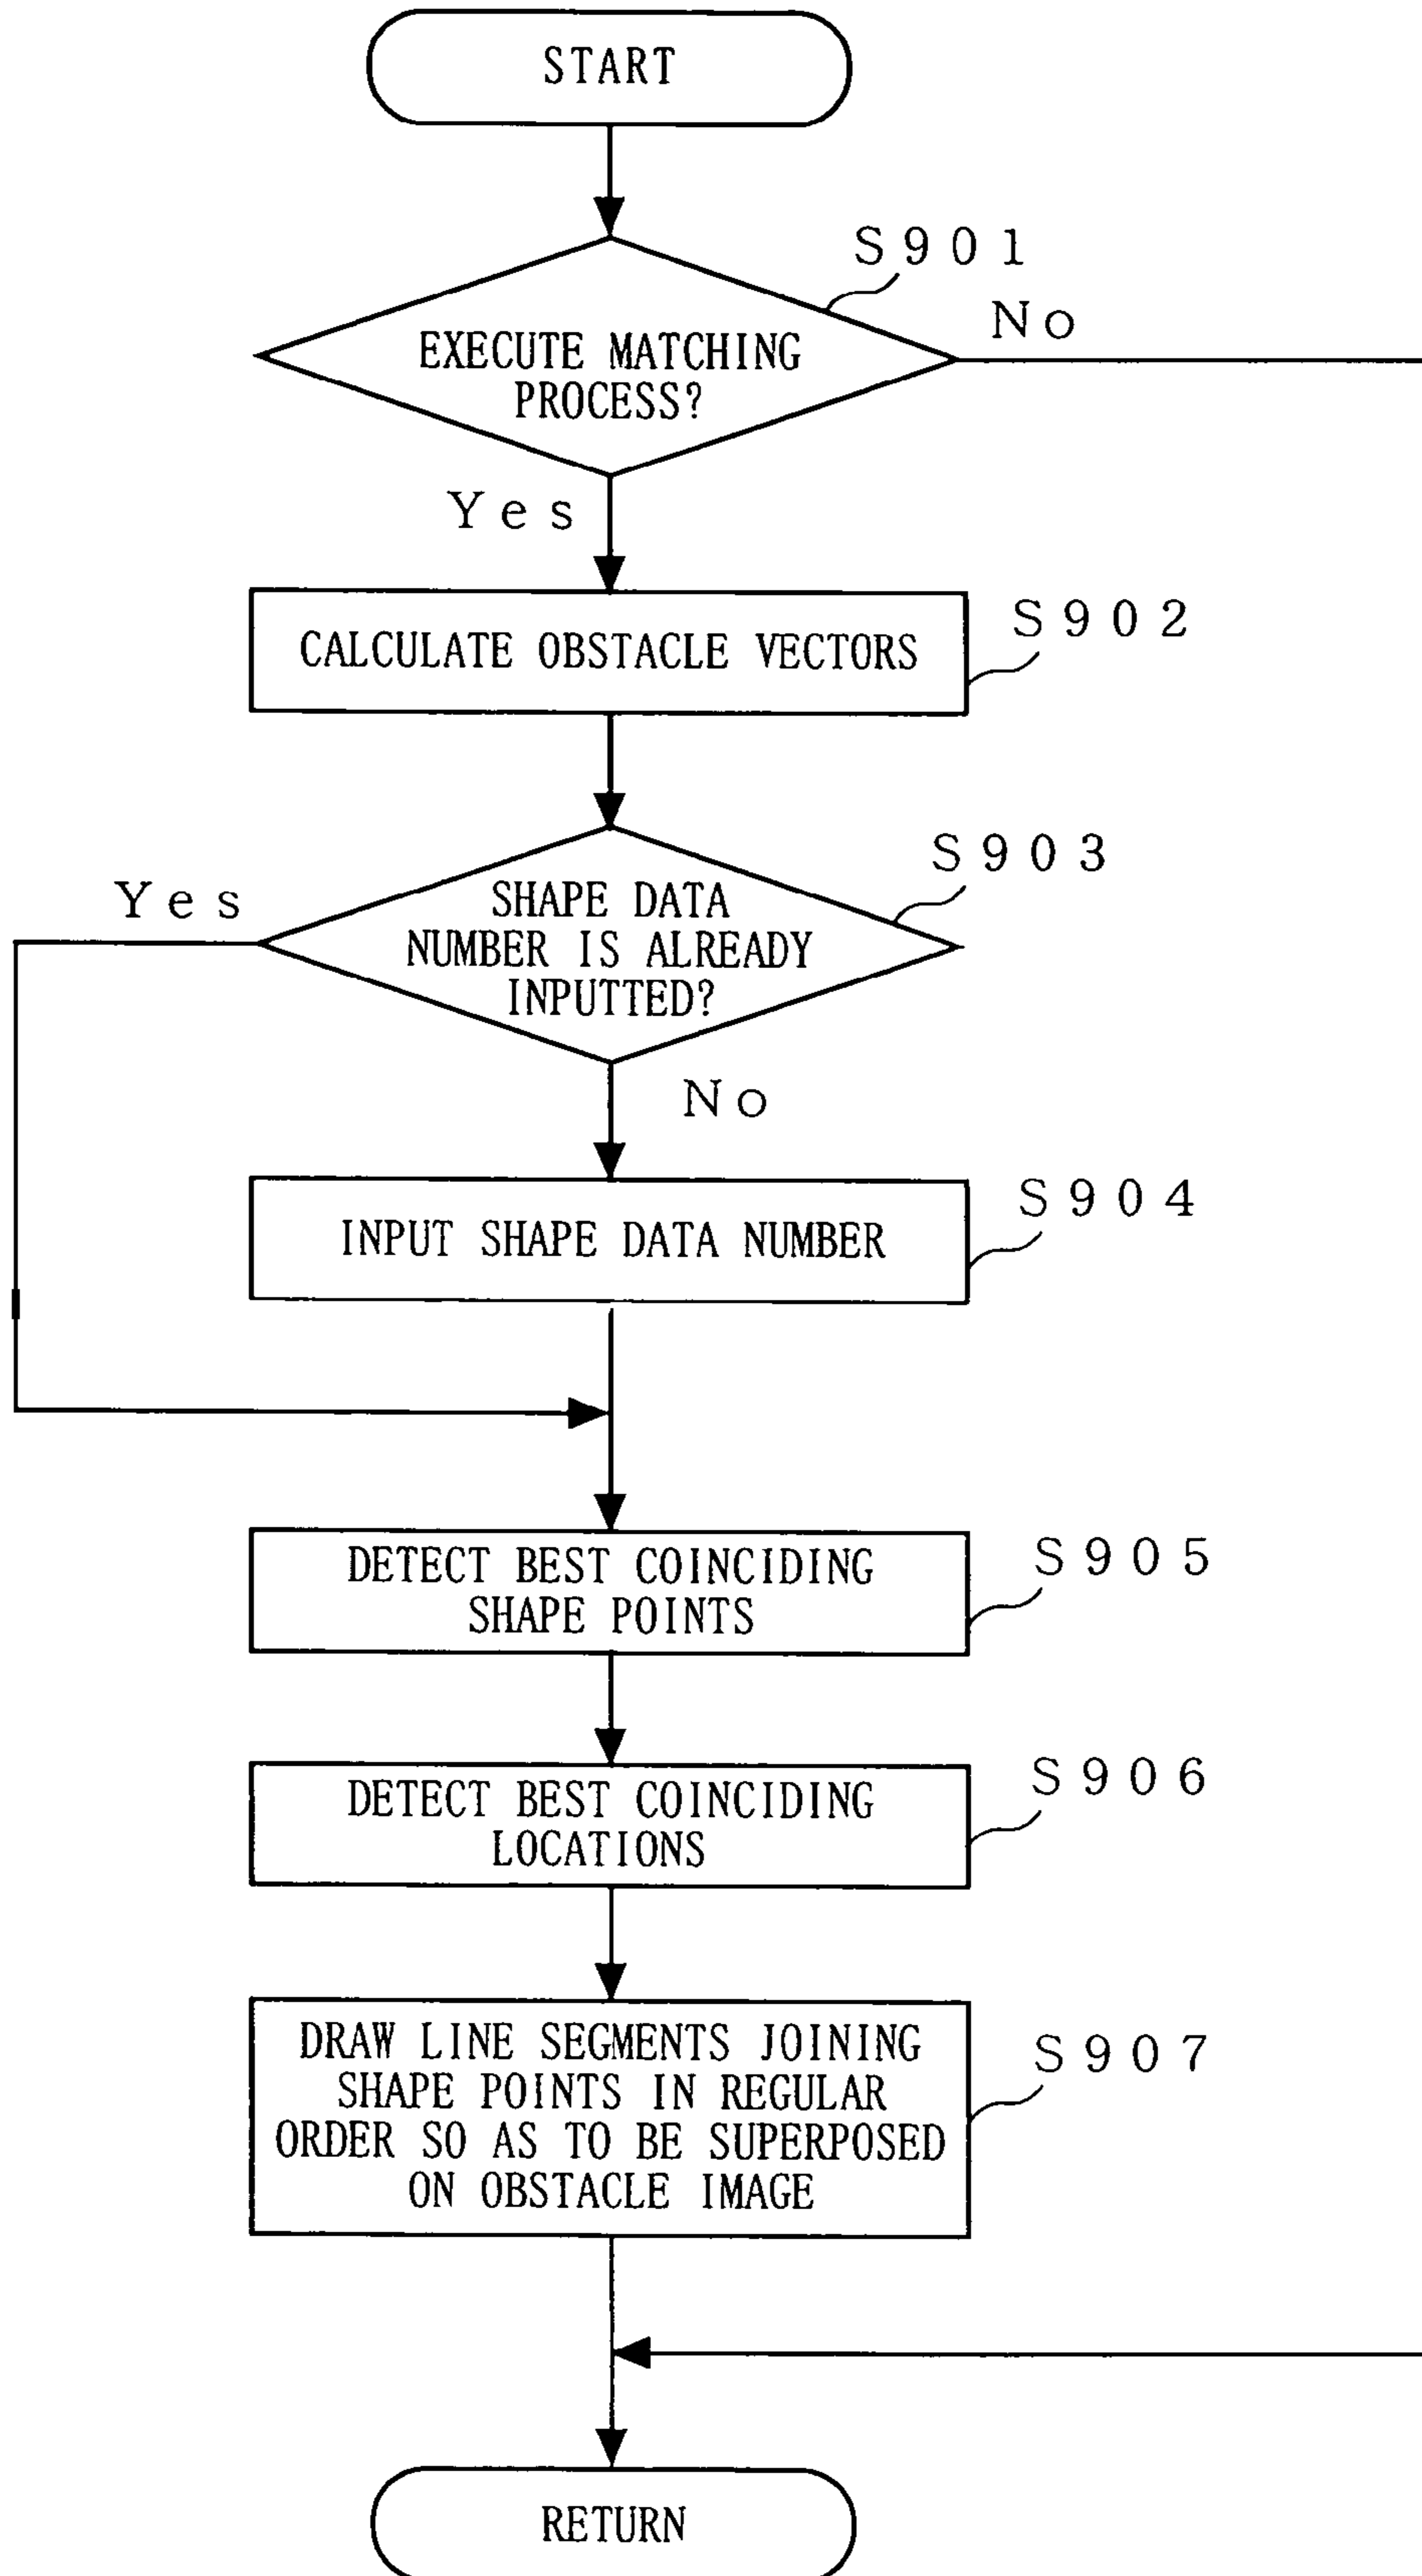 START
S901
No
EXECUTE MATCHING
PROCESS?
Yes
S902
CALCULATE OBSTACLE VECTORS
S903
Yes
SHAPE DATA
NUMBER IS ALREADY
INPUTTED?
No
S904
INPUT SHAPE DATA NUMBER
S905
DETECT BEST COINCIDING
SHAPE POINTS
S906
DETECT BEST COINCIDING
LOCATIONS
S907
DRAW LINE SEGMENTS JOINING
SHAPE POINTS IN REGULAR
ORDER SO AS TO BE SUPERPOSED
ON OBSTACLE IMAGE
RETURN